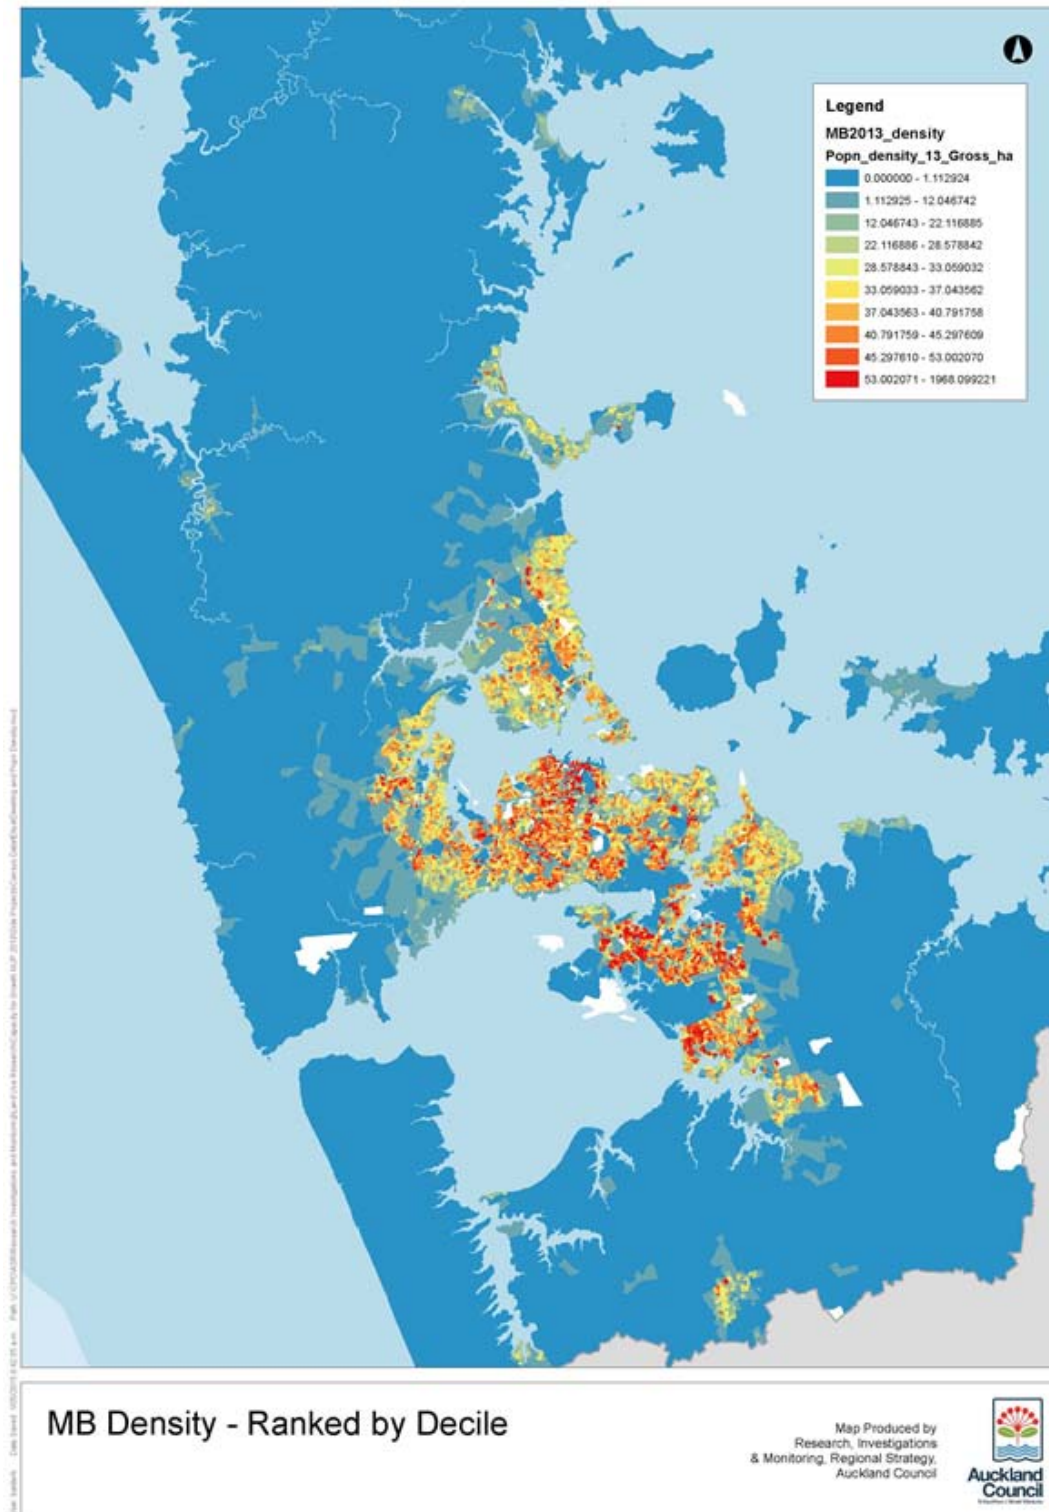 Legend
MB2013_density
Popn_density_13_Gross_ha
0.000000 - 1.112924
1.112925 - 12.046742
12.046743 - 22.116885
22.116886 - 28.578842
28.578843 - 33.059032
33.059033 - 37.043562
37.043563 - 40.791758
40.791759 - 45.297609
45.297610 - 53.002070
53.002071 - 1968.099221
MB Density - Ranked by Decile
Map Produced by
Research, Investigations
& Monitoring, Regional Strategy,
Auckland Council
Auckland
Council